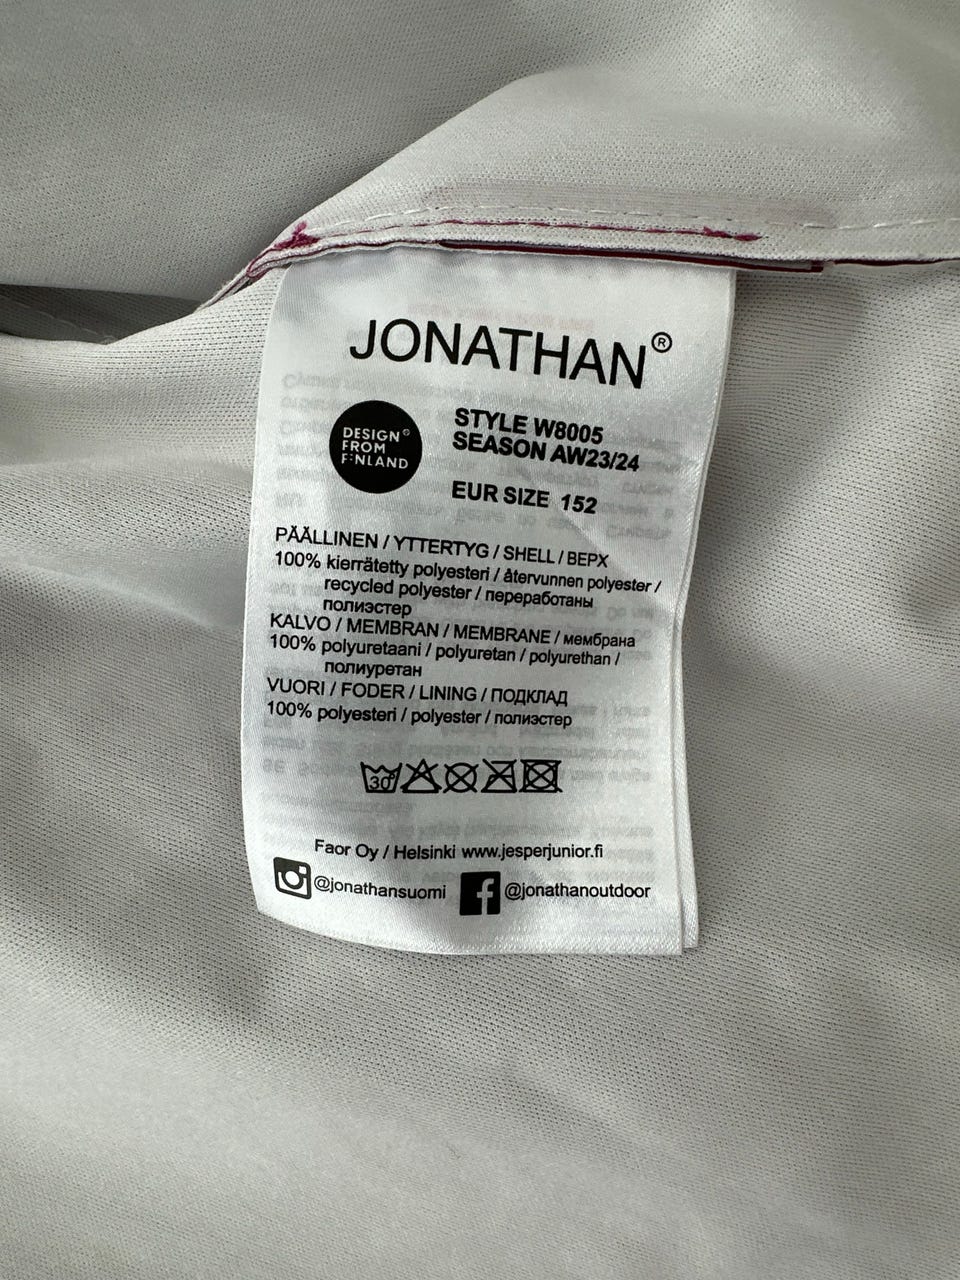 JONATHAN®
DESIGN®
FROM
F:NLAND
STYLE W8005
SEASON AW23/24
EUR SIZE 152
PÄÄLLINEN / YTTERTYG / SHELL / ВЕРХ
100% kierrätetty polyesteri / återvunnen polyester /
recycled polyester / переработаны
полиэстер
KALVO / MEMBRAN / MEMBRANE / мембрана
100% polyuretaani / polyuretan / polyurethan /
полиуретан
VUORI / FODER / LINING / ПОДКЛАД
100% polyesteri / polyester / полиэстер
30°
Faor Oy / Helsinki www.jesperjunior.fi
@jonathansuomi @jonathanoutdoor